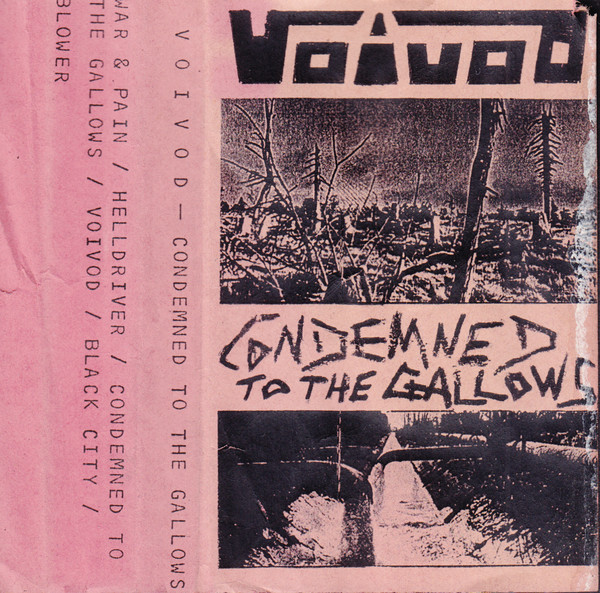 Voivod
CONDEMNED
TO THE GALLOWS
VOIVOD — CONDEMNED TO THE GALLOWS
WAR & PAIN / HELLDRIVER / CONDEMNED TO
THE GALLOWS / VOIVOD / BLACK CITY /
BLOWER